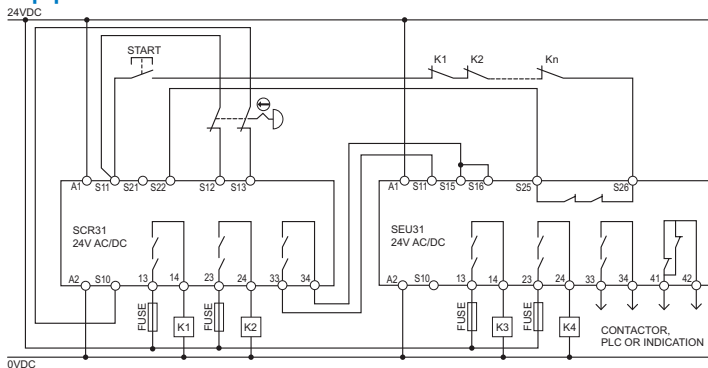 24VDC
START
K1 K2 Kn
A1 S11 S21 S22 S12 S13
A1 S11 S15 S16 S25 S26
SCR31
24V AC/DC
SEU31
24V AC/DC
A2 S10 13 14 23 24 33 34
A2 S10 13 14 23 24 33 34 41 42
FUSE K1 FUSE K2
FUSE K3 FUSE K4
CONTACTOR,
PLC OR INDICATION
0VDC